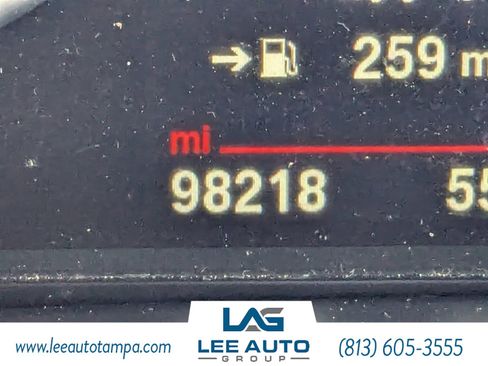 → 259 m
mi
98218 55
LAG
LEE AUTO
GROUP
www.leeautotampa.com
(813) 605-3555